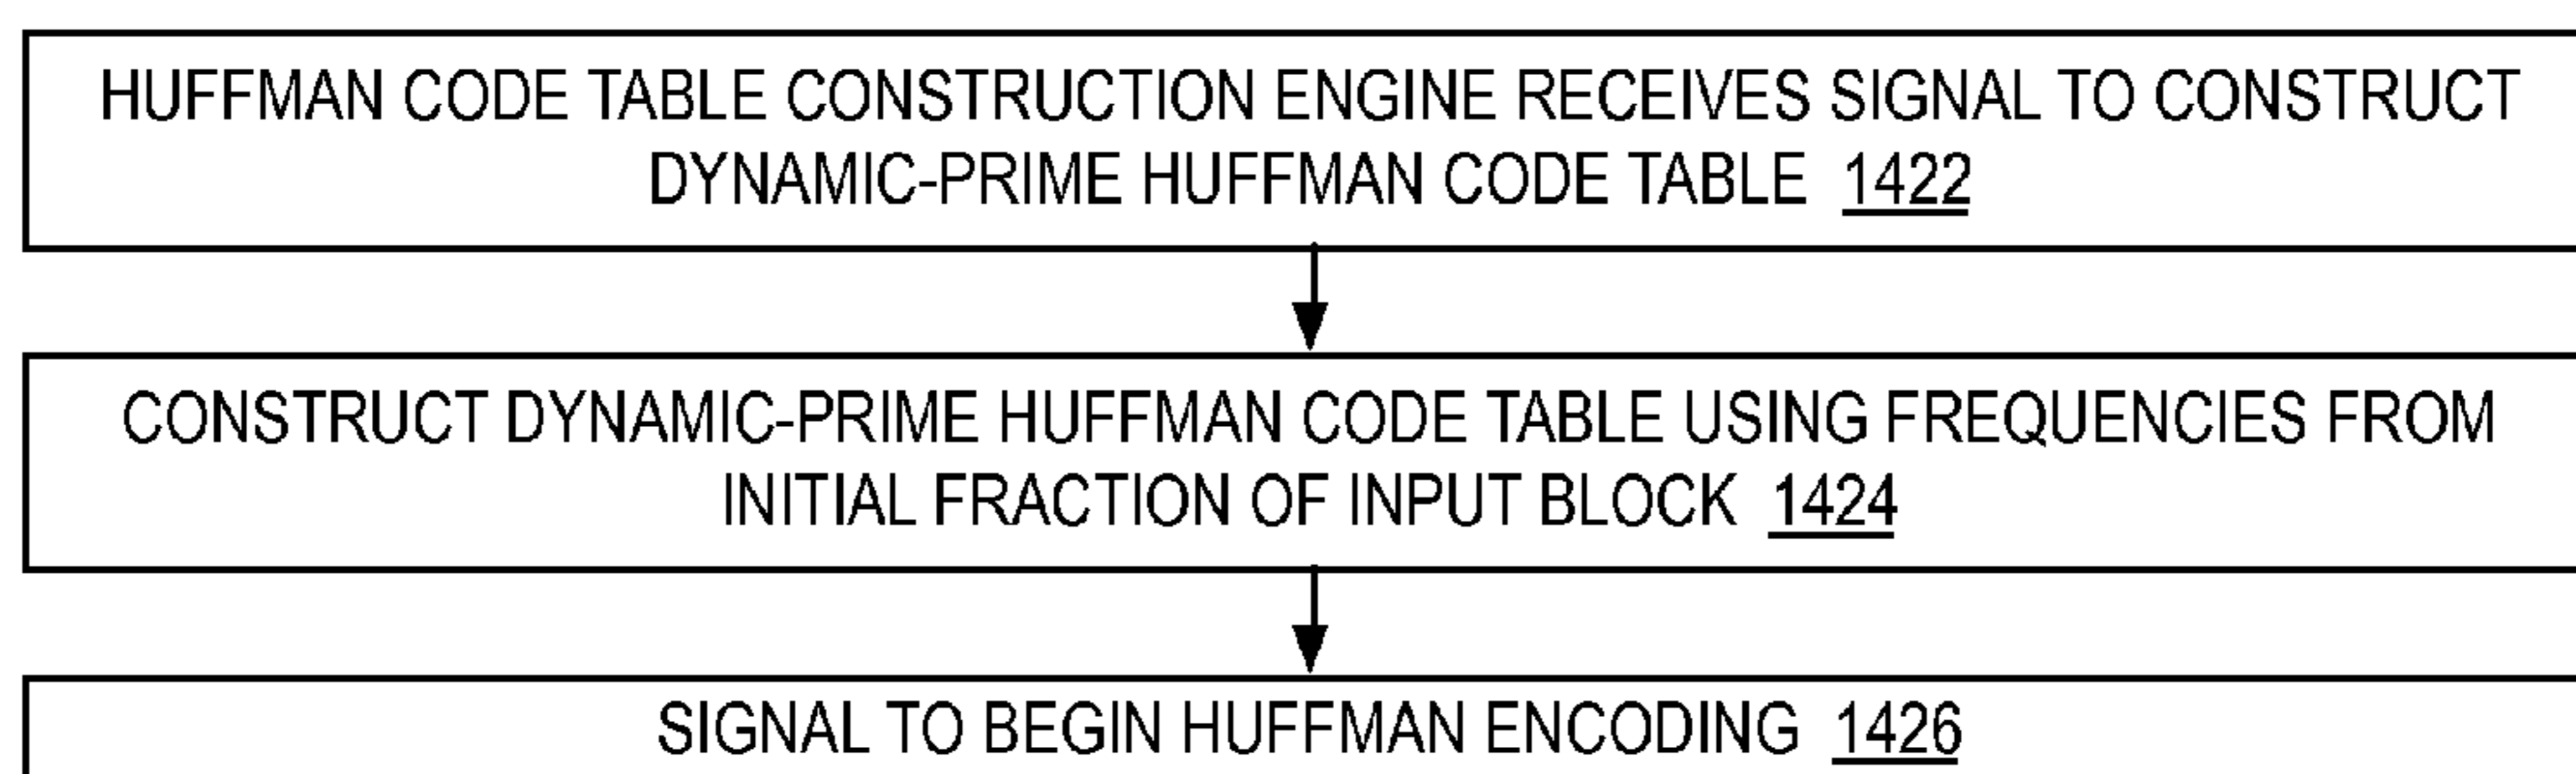 HUFFMAN CODE TABLE CONSTRUCTION ENGINE RECEIVES SIGNAL TO CONSTRUCT
DYNAMIC-PRIME HUFFMAN CODE TABLE 1422
CONSTRUCT DYNAMIC-PRIME HUFFMAN CODE TABLE USING FREQUENCIES FROM
INITIAL FRACTION OF INPUT BLOCK 1424
SIGNAL TO BEGIN HUFFMAN ENCODING 1426